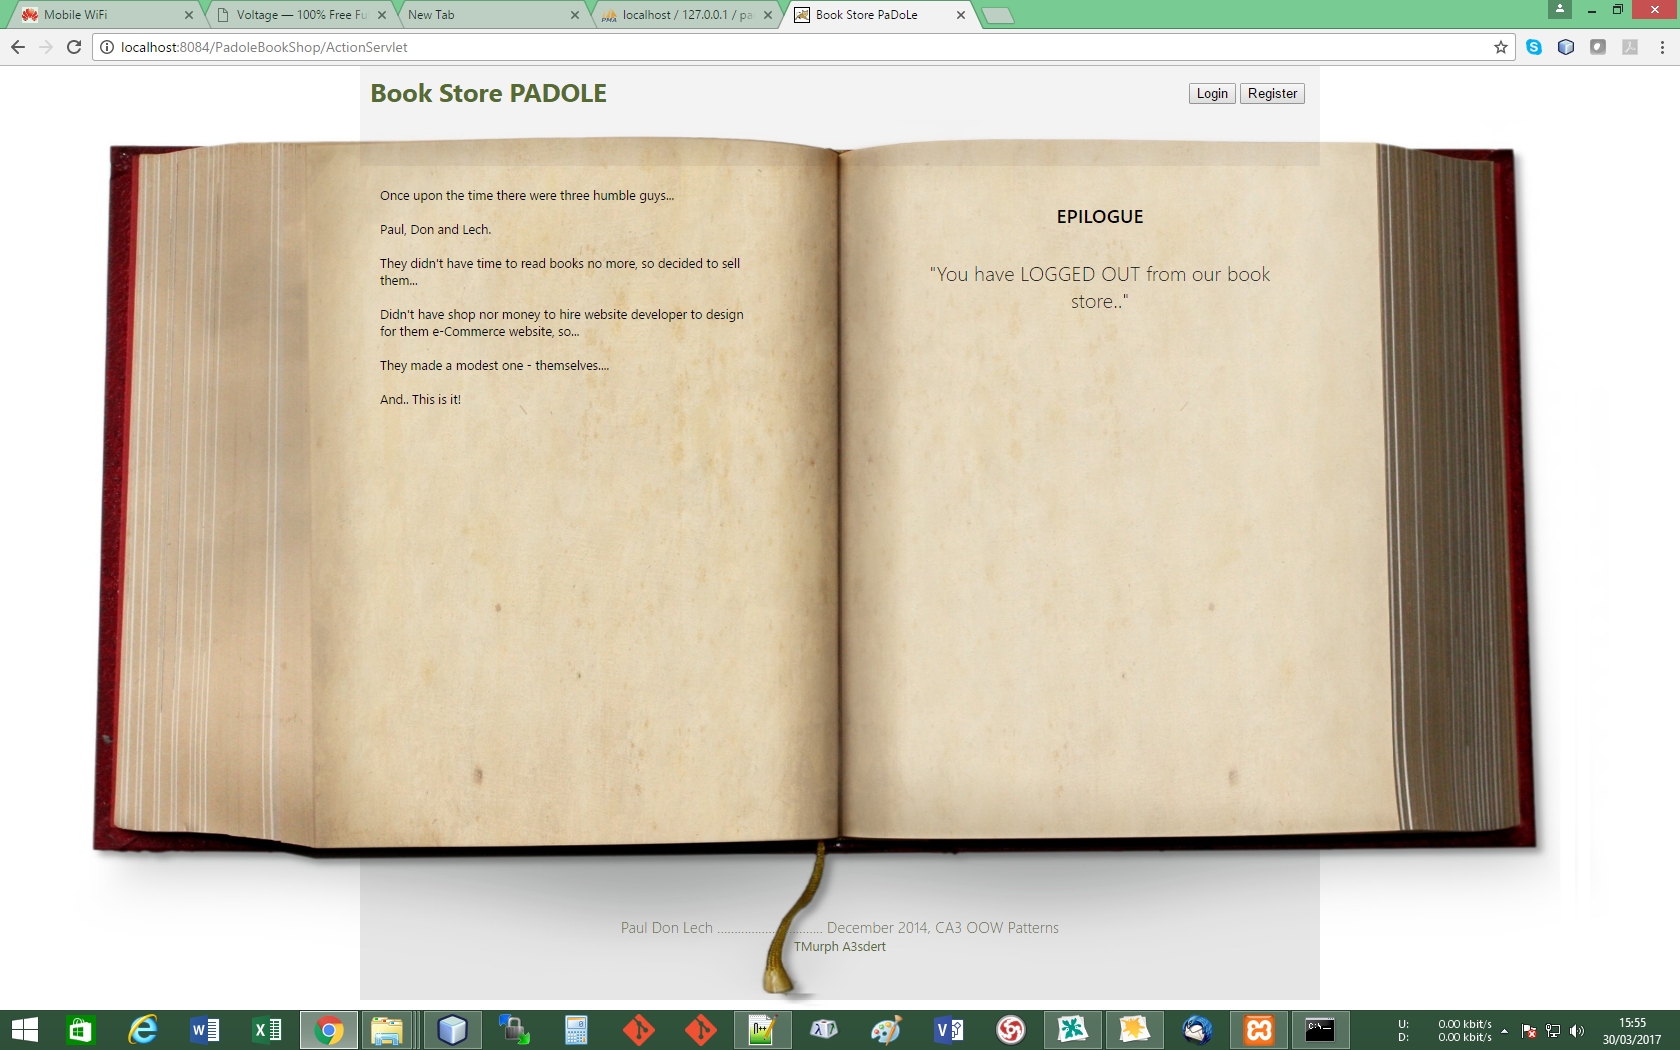 Mobile WiFi
Voltage — 100% Free Fu
New Tab
localhost / 127.0.0.1 / pa
Book Store PaDoLe
localhost:8084/PadoleBookShop/ActionServlet
Book Store PADOLE
Login
Register
Once upon the time there were three humble guys...
Paul, Don and Lech.
They didn't have time to read books no more, so decided to sell
them...
Didn't have shop nor money to hire website developer to design
for them e-Commerce website, so...
They made a modest one - themselves....
And.. This is it!
EPILOGUE
"You have LOGGED OUT from our book
store.."
Paul Don Lech ............................ December 2014, CA3 OOW Patterns
TMurph A3sdert
U: 0.00 kbit/s
D: 0.00 kbit/s
15:55
30/03/2017